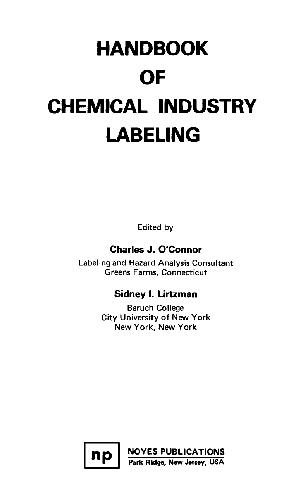 HANDBOOK
OF
CHEMICAL INDUSTRY
LABELING
Edited by
Charles J. O'Connor
Labeling and Hazard Analysis Consultant
Greens Farms, Connecticut
Sidney I. Lirtzman
Baruch College
City University of New York
New York, New York
np
NOYES PUBLICATIONS
Park Ridge, New Jersey, USA